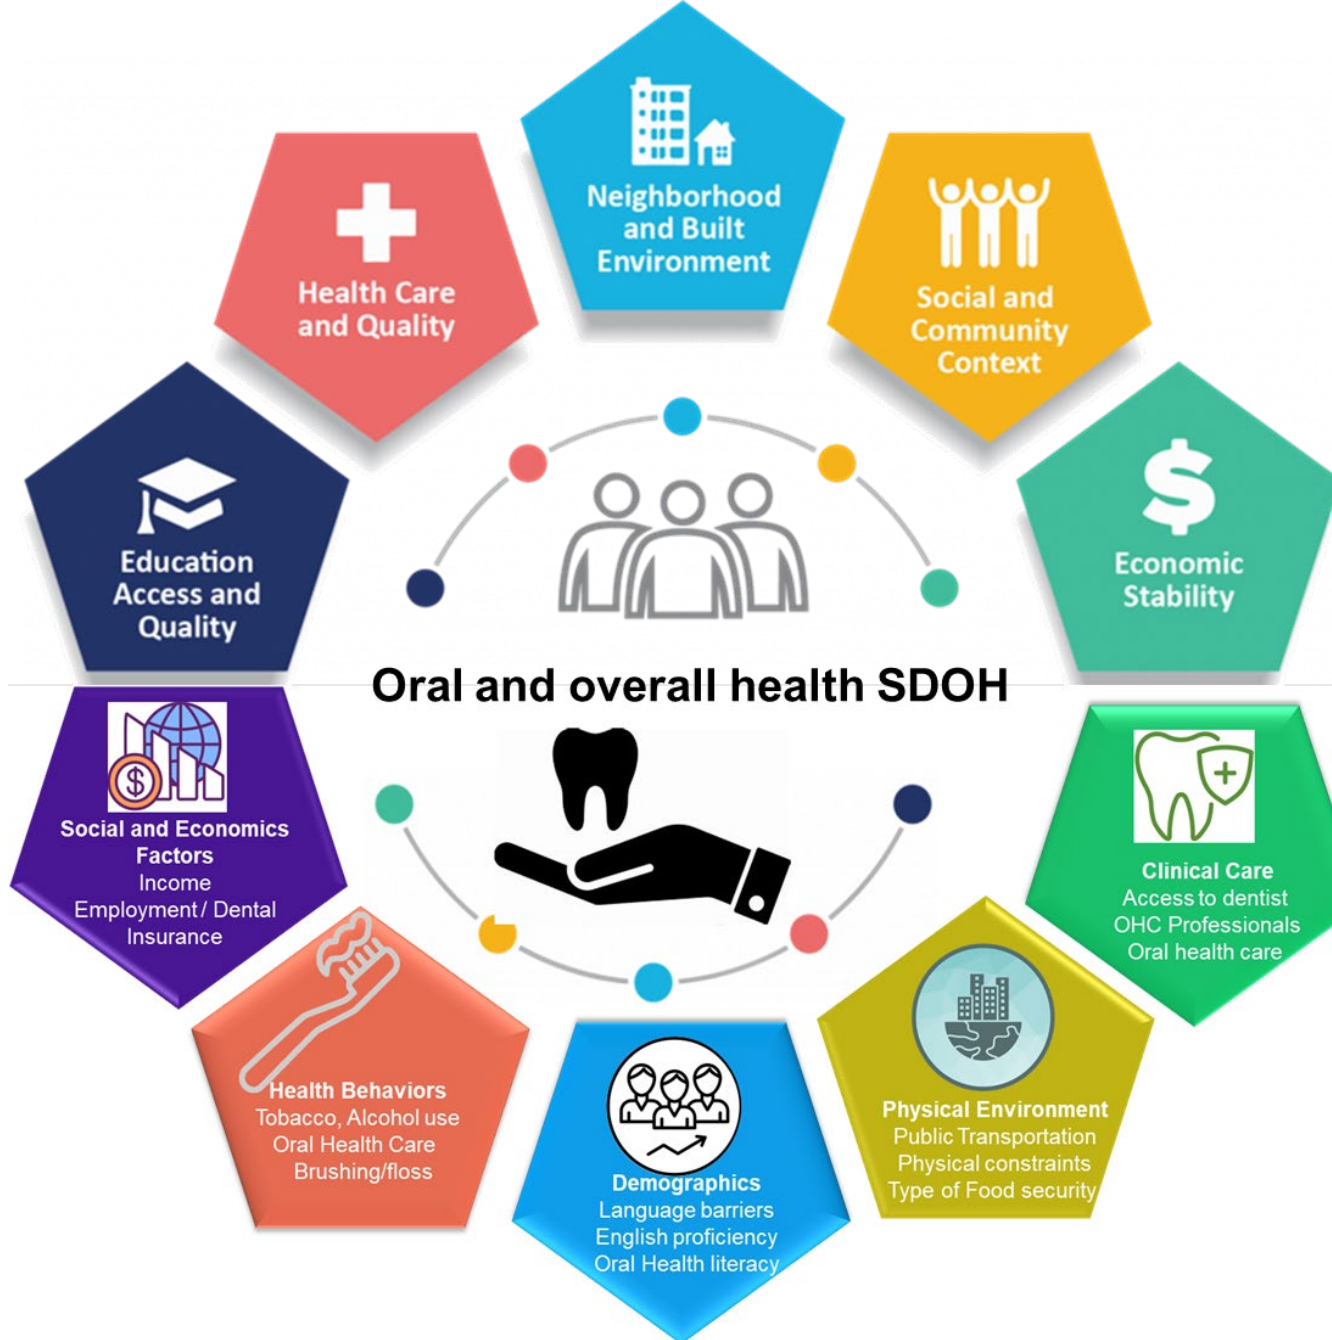 Neighborhood
and Built
Environment
Health Care
and Quality
Social and
Community
Context
Education
Access and
Quality
$
Economic
Stability
Oral and overall health SDOH
$
Social and Economics
Factors
Income
Employment / Dental
Insurance
Clinical Care
Access to dentist
OHC Professionals
Oral health care
Health Behaviors
Tobacco, Alcohol use
Oral Health Care
Brushing/floss
Demographics
Language barriers
English proficiency
Oral Health literacy
Physical Environment
Public Transportation
Physical constraints
Type of Food security